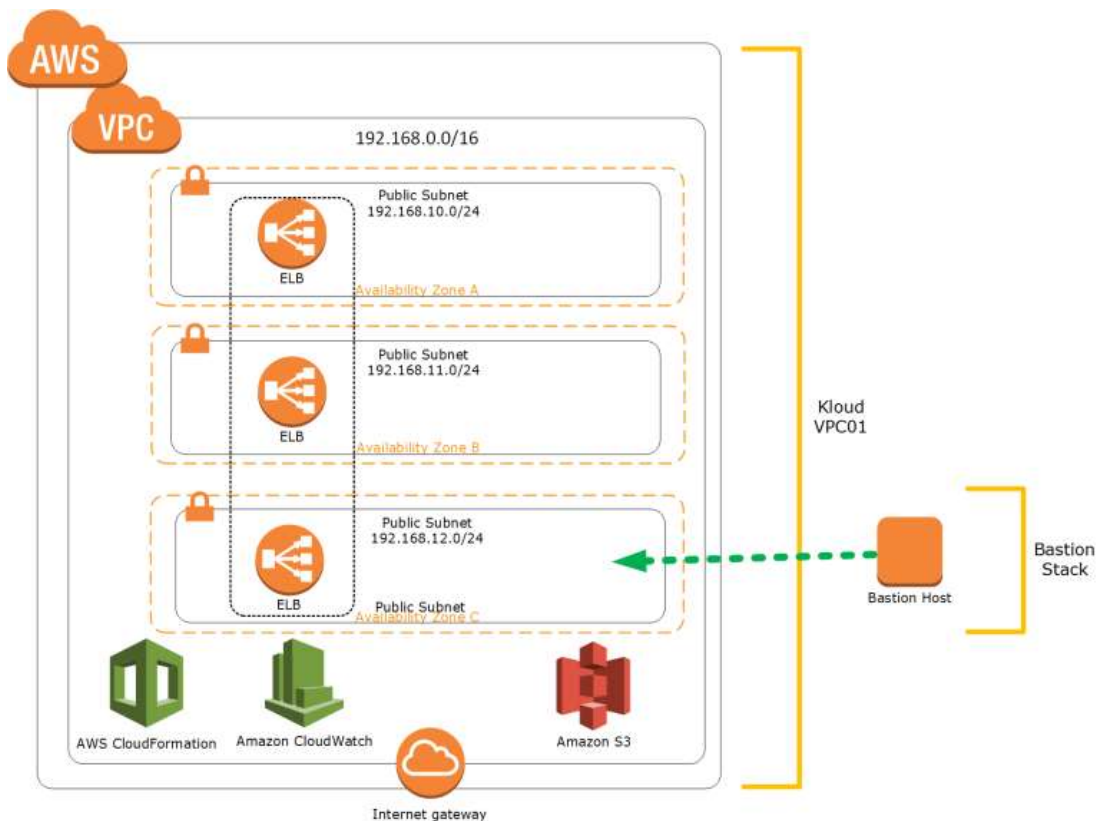 AWS
VPC
192.168.0.0/16
Public Subnet
192.168.10.0/24
ELB
Availability Zone A
Public Subnet
192.168.11.0/24
ELB
Availability Zone B
Kloud
VPC01
Public Subnet
192.168.12.0/24
ELB
Public Subnet
Availability Zone C
Bastion Host
Bastion
Stack
AWS CloudFormation
Amazon CloudWatch
Amazon S3
Internet gateway